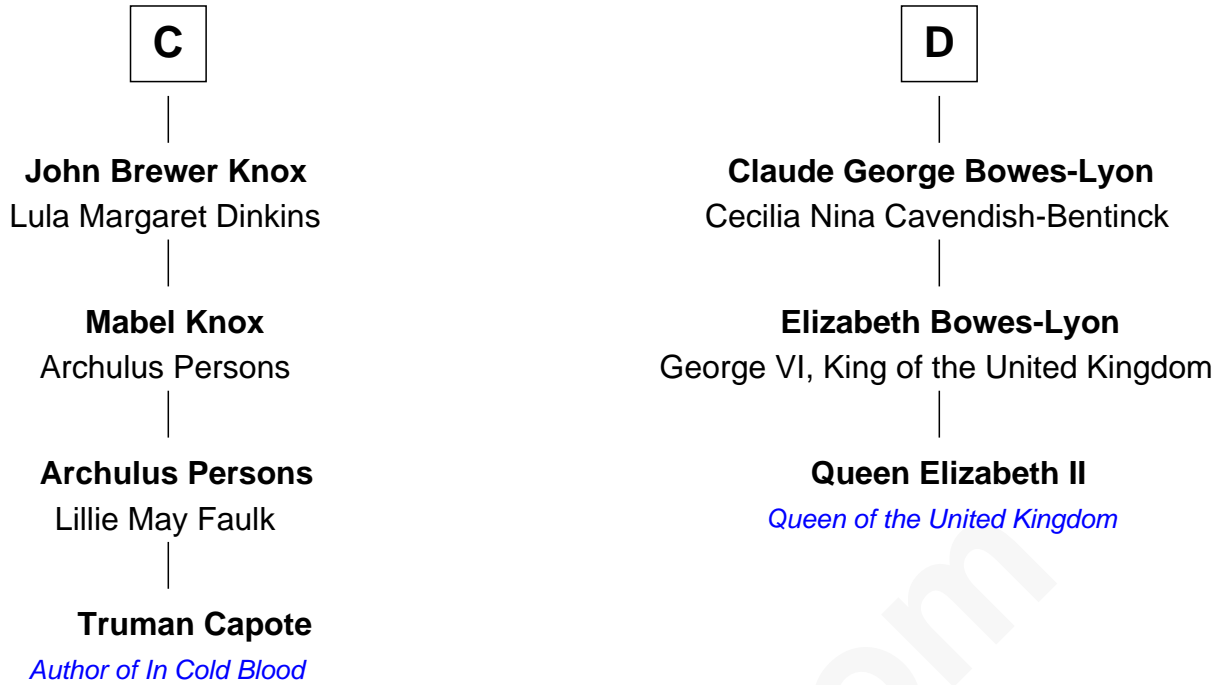 C
John Brewer Knox
Lula Margaret Dinkins
Mabel Knox
Archulus Persons
Archulus Persons
Lillie May Faulk
Truman Capote
Author of In Cold Blood
D
Claude George Bowes-Lyon
Cecilia Nina Cavendish-Bentinck
Elizabeth Bowes-Lyon
George VI, King of the United Kingdom
Queen Elizabeth II
Queen of the United Kingdom
om